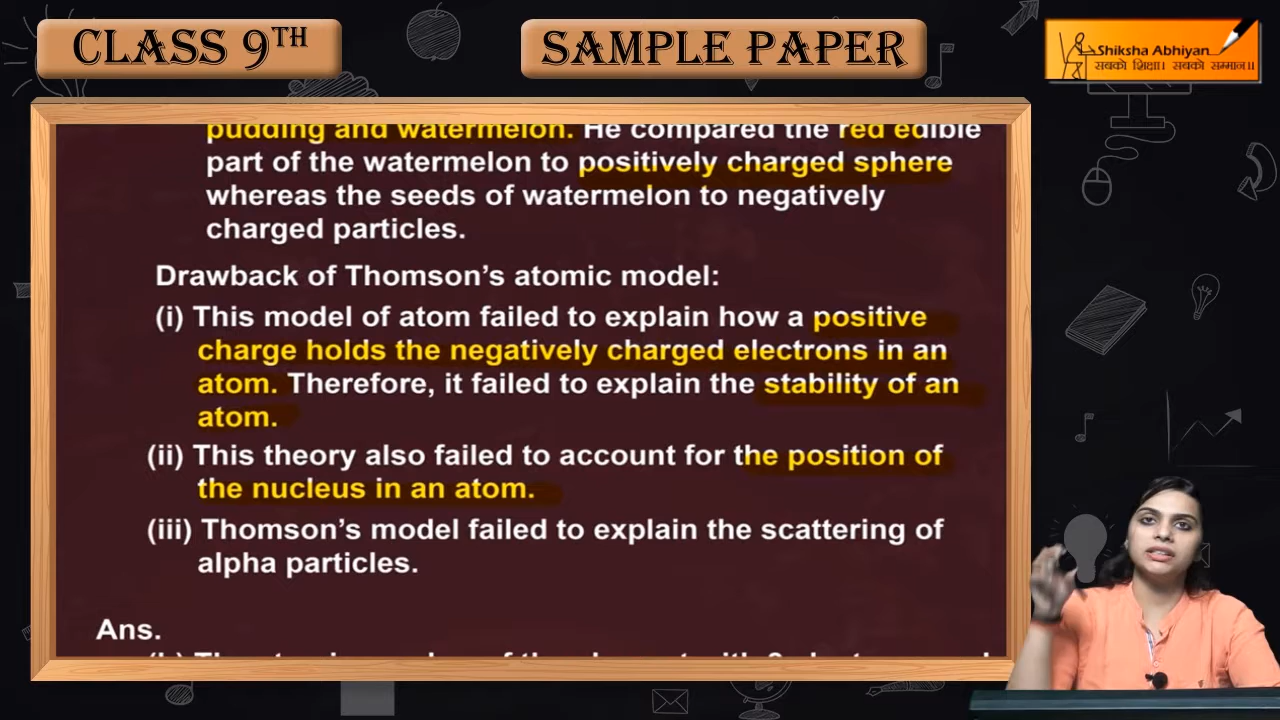 CLASS 9TH
SAMPLE PAPER
Shiksha Abhiyan
सबको शिक्षा। सबको सम्मान॥
pudding and watermelon. He compared the red edible
part of the watermelon to positively charged sphere
whereas the seeds of watermelon to negatively
charged particles.
Drawback of Thomson's atomic model:
(i) This model of atom failed to explain how a positive
charge holds the negatively charged electrons in an
atom. Therefore, it failed to explain the stability of an
atom.
(ii) This theory also failed to account for the position of
the nucleus in an atom.
(iii) Thomson's model failed to explain the scattering of
alpha particles.
Ans.